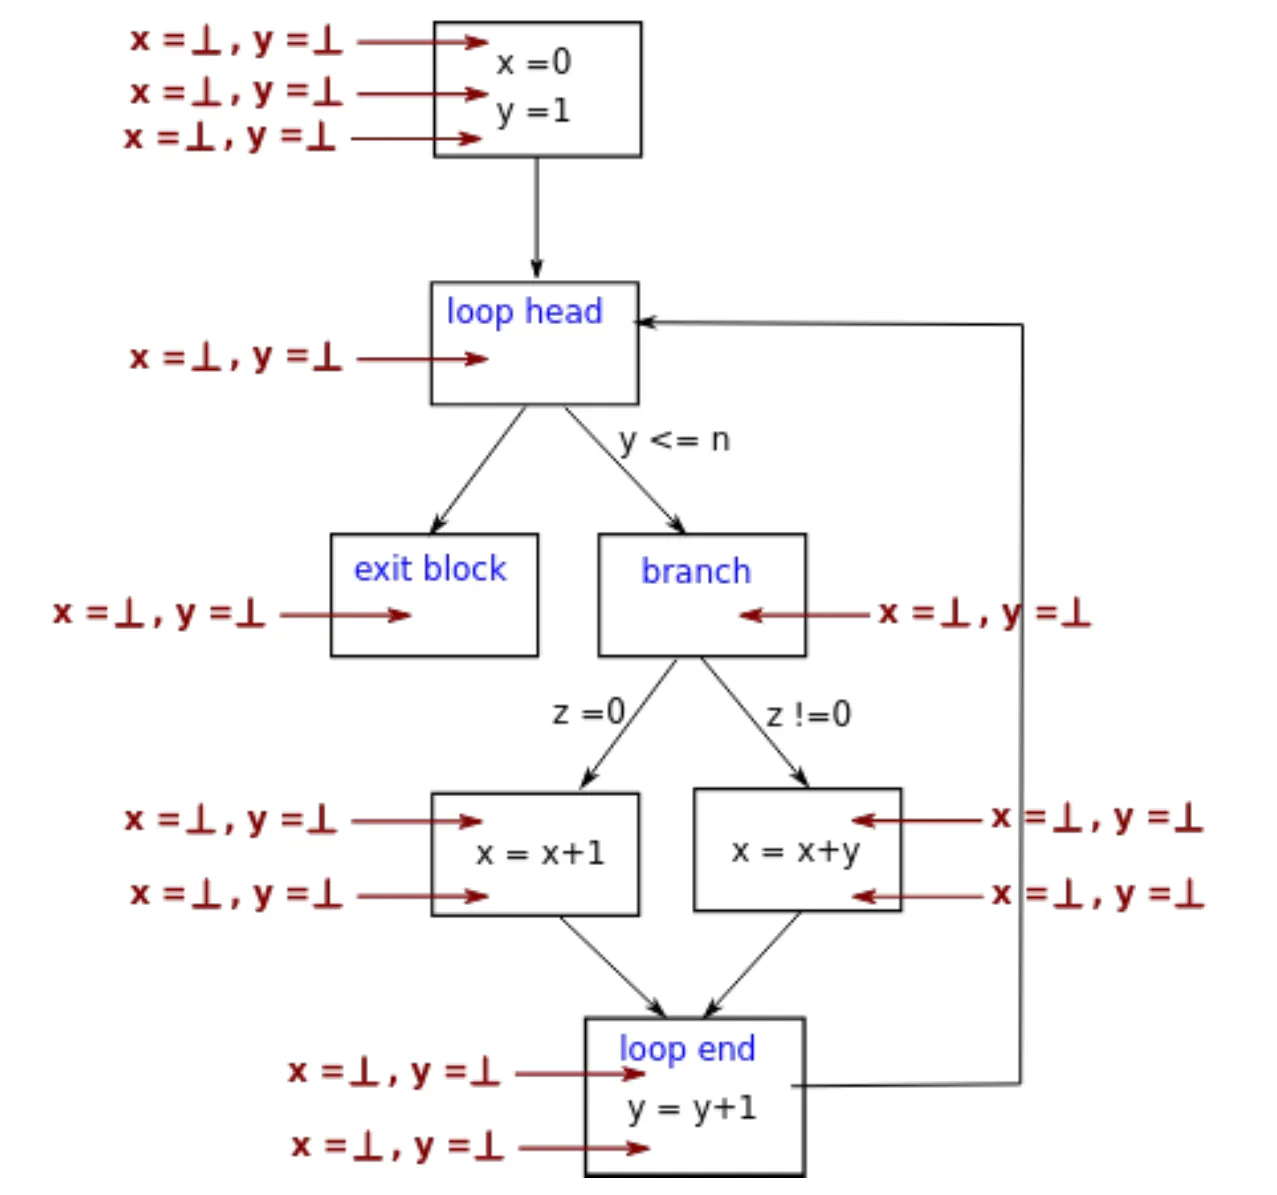 x =⊥, y =⊥
x =0
x =⊥, y =⊥
y =1
x =⊥, y =⊥
loop head
x =⊥, y =⊥
y <= n
exit block
branch
x =⊥, y =⊥
x =⊥, y =⊥
z =0
z !=0
x =⊥, y =⊥
x =⊥, y =⊥
x = x+1
x = x+y
x =⊥, y =⊥
x =⊥, y =⊥
loop end
x =⊥, y =⊥
y = y+1
x =⊥, y =⊥